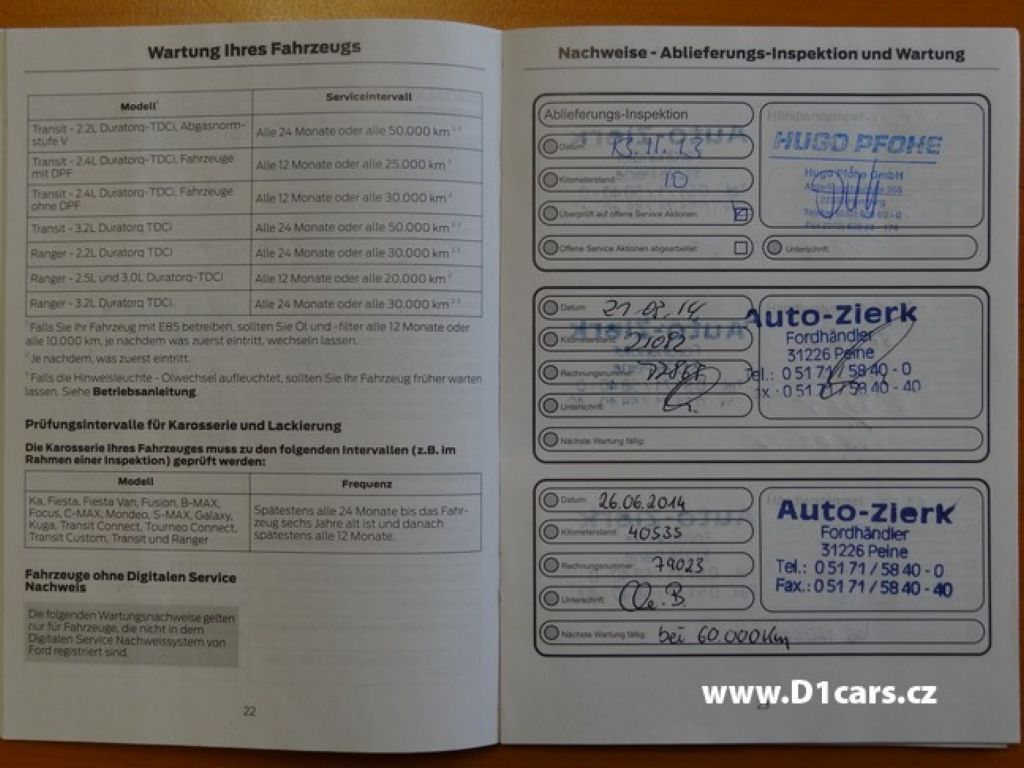 Wartung Ihres Fahrzeugs
Modell¹ Serviceintervall
Transit - 2.2L Duratorq-TDCi, Abgasnorm-
stufe V
Alle 24 Monate oder alle 50.000 km ² ³
Transit - 2.4L Duratorq-TDCi, Fahrzeuge
mit DPF
Alle 12 Monate oder alle 25.000 km ²
Transit - 2.4L Duratorq-TDCi, Fahrzeuge
ohne DPF
Alle 12 Monate oder alle 30.000 km ²
Transit - 3.2L Duratorq TDCi Alle 24 Monate oder alle 50.000 km ² ³
Ranger - 2.2L Duratorq TDCi Alle 24 Monate oder alle 30.000 km ² ³
Ranger - 2.5L und 3.0L Duratorq-TDCi Alle 12 Monate oder alle 20.000 km ²
Ranger - 3.2L Duratorq TDCi Alle 24 Monate oder alle 30.000 km ² ³
¹ Falls Sie Ihr Fahrzeug mit E85 betreiben, sollten Sie Öl und -filter alle 12 Monate oder
alle 10.000 km, je nachdem was zuerst eintritt, wechseln lassen.
² Je nachdem, was zuerst eintritt.
³ Falls die Hinweisleuchte - Ölwechsel aufleuchtet, sollten Sie Ihr Fahrzeug früher warten
lassen. Siehe Betriebsanleitung.
Prüfungsintervalle für Karosserie und Lackierung
Die Karosserie Ihres Fahrzeuges muss zu den folgenden Intervallen (z.B. im
Rahmen einer Inspektion) geprüft werden:
Modell Frequenz
Ka, Fiesta, Fiesta Van, Fusion, B-MAX,
Focus, C-MAX, Mondeo, S-MAX, Galaxy,
Kuga, Transit Connect, Tourneo Connect,
Transit Custom, Transit und Ranger
Spätestens alle 24 Monate bis das Fahr-
zeug sechs Jahre alt ist und danach
spätestens alle 12 Monate.
Fahrzeuge ohne Digitalen Service
Nachweis
Die folgenden Wartungsnachweise gelten
nur für Fahrzeuge, die nicht in dem
Digitalen Service Nachweissystem von
Ford registriert sind.
22
Nachweise - Ablieferungs-Inspektion und Wartung
Ablieferungs-Inspektion
Datum: 13.11.13
Kilometerstand: 10
Überprüft auf offene Service Aktionen
Offene Service Aktionen abgearbeitet:
Händlerstempel
HUGO PFOHE
Hugo Pfohe GmbH
Unterschrift:
Datum:
Kilometerstand:
Rechnungsnummer:
Unterschrift:
Nächste Wartung fällig:
Auto-Zierk
Fordhändler
31226 Peine
Tel.: 0 51 71 / 58 40 - 0
Fax.: 0 51 71 / 58 40 - 40
Datum: 26.06.2014
Kilometerstand: 40535
Rechnungsnummer: 79023
Unterschrift:
Nächste Wartung fällig: bei 60.000Km
Auto-Zierk
Fordhändler
31226 Peine
Tel.: 0 51 71 / 58 40 - 0
Fax.: 0 51 71 / 58 40 - 40
www.D1cars.cz